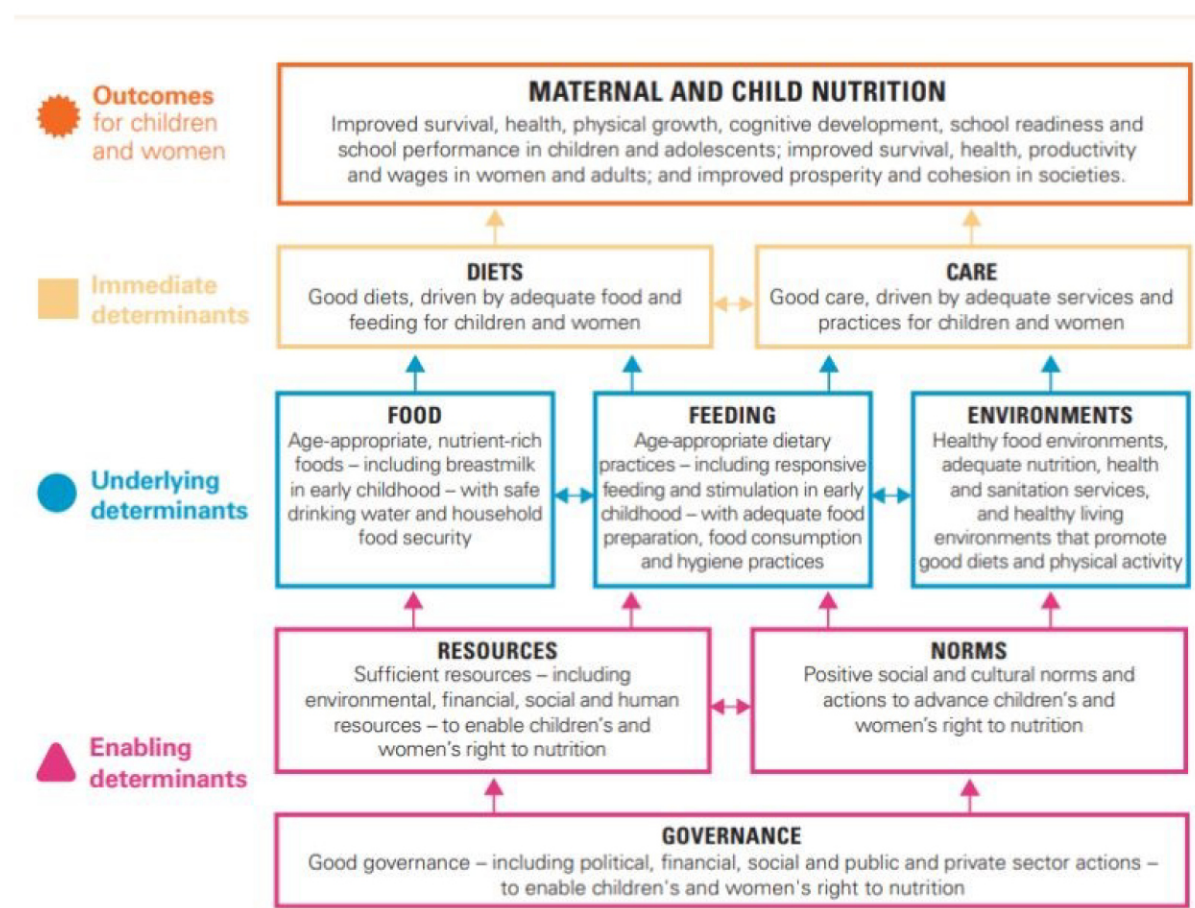 Outcomes
for children
and women
MATERNAL AND CHILD NUTRITION
Improved survival, health, physical growth, cognitive development, school readiness and
school performance in children and adolescents; improved survival, health, productivity
and wages in women and adults; and improved prosperity and cohesion in societies.
Immediate
determinants
DIETS
Good diets, driven by adequate food and
feeding for children and women
CARE
Good care, driven by adequate services and
practices for children and women
Underlying
determinants
FOOD
Age-appropriate, nutrient-rich
foods – including breastmilk
in early childhood – with safe
drinking water and household
food security
FEEDING
Age-appropriate dietary
practices – including responsive
feeding and stimulation in early
childhood – with adequate food
preparation, food consumption
and hygiene practices
ENVIRONMENTS
Healthy food environments,
adequate nutrition, health
and sanitation services,
and healthy living
environments that promote
good diets and physical activity
Enabling
determinants
RESOURCES
Sufficient resources – including
environmental, financial, social and human
resources – to enable children's and
women's right to nutrition
NORMS
Positive social and cultural norms and
actions to advance children's and
women's right to nutrition
GOVERNANCE
Good governance – including political, financial, social and public and private sector actions –
to enable children's and women's right to nutrition